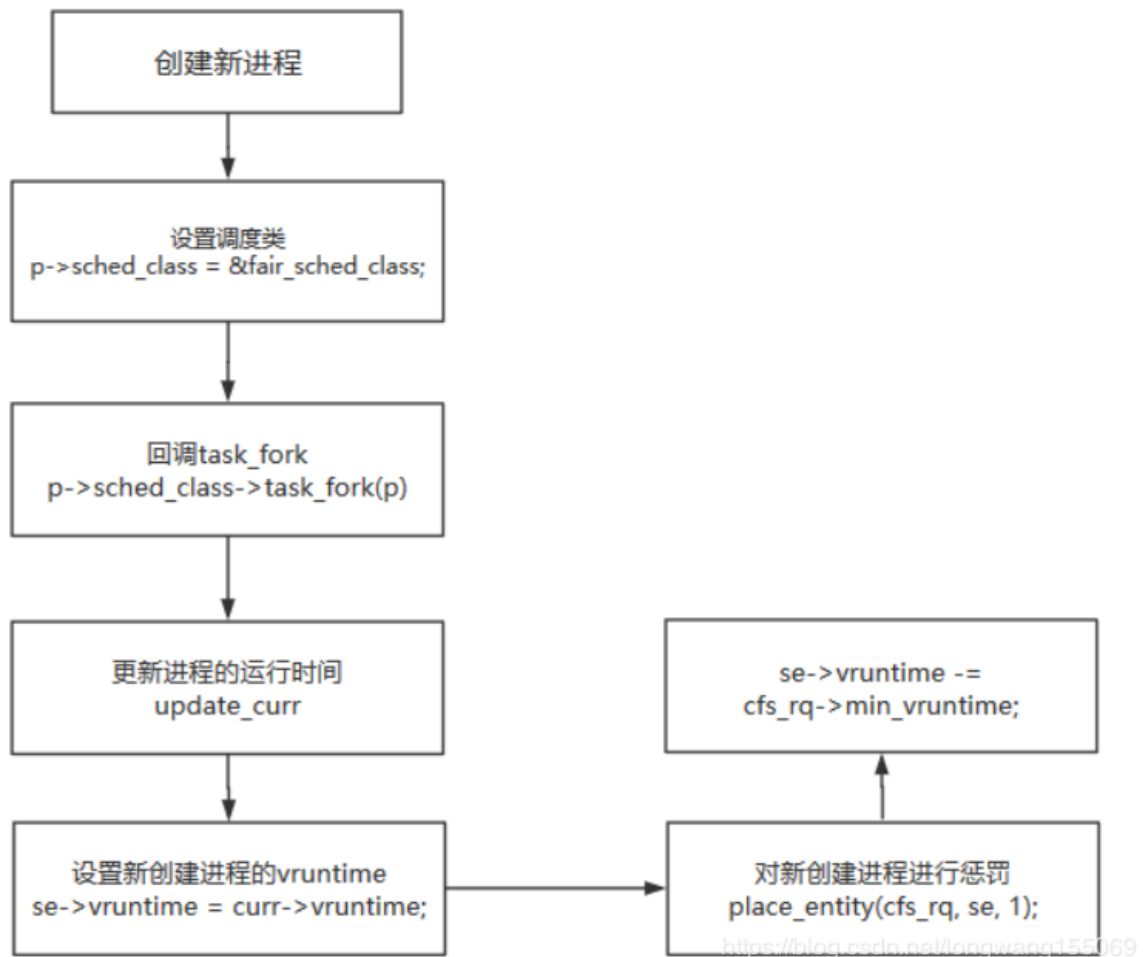 创建新进程
设置调度类
p->sched_class = &fair_sched_class;
回调task_fork
p->sched_class->task_fork(p)
更新进程的运行时间
update_curr
设置新创建进程的vruntime
se->vruntime = curr->vruntime;
对新创建进程进行惩罚
place_entity(cfs_rq, se, 1);
se->vruntime -=
cfs_rq->min_vruntime;
https://blog.csdn.net/longwang155069